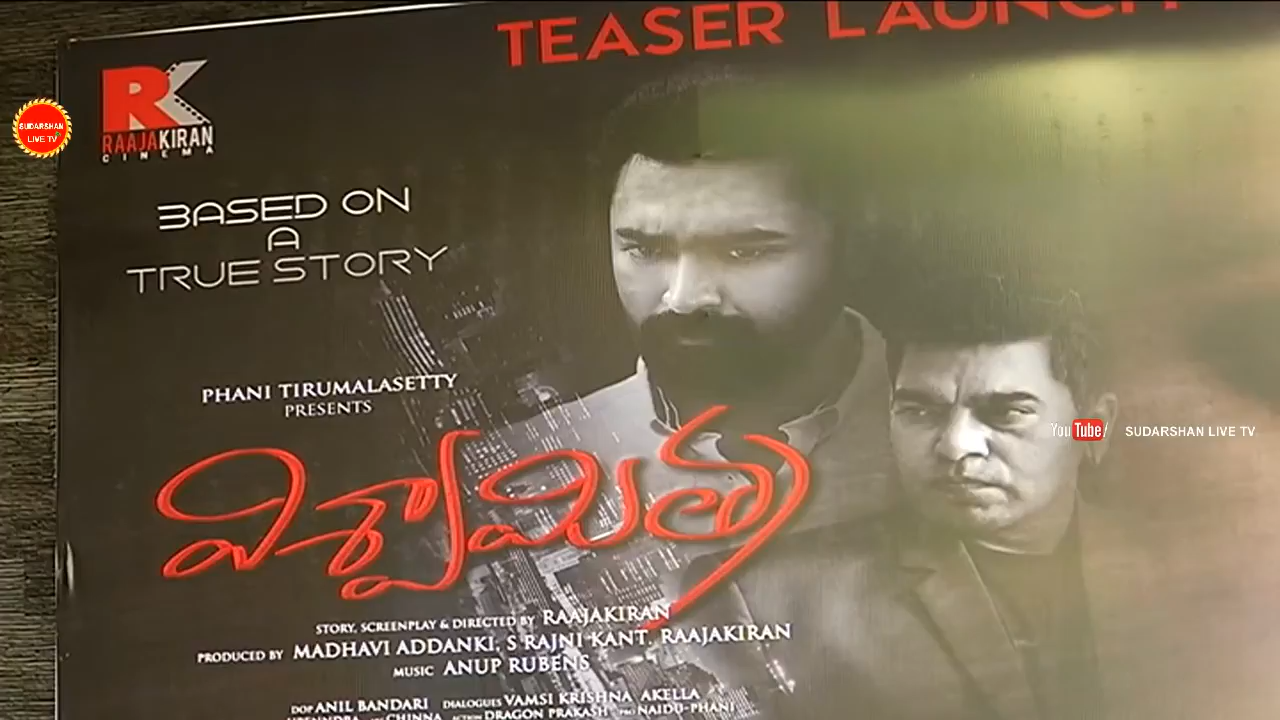 TEASER LAUNCH
RK
RAAJAKIRAN
CINEMA
SUDARSHAN
LIVE TV
BASED ON
A
TRUE STORY
PHANI TIRUMALASETTY
PRESENTS
YouTube/ SUDARSHAN LIVE TV
విశ్వామిత్ర
STORY, SCREENPLAY & DIRECTED BY RAAJAKIRAN
PRODUCED BY MADHAVI ADDANKI, S RAJNI KANT, RAAJAKIRAN
MUSIC ANUP RUBENS
DOP ANIL BANDARI DIALOGUES VAMSI KRISHNA AKELLA
CHINNA ACTION DRAGON PRAKASH PRO NAIDU-PHANI